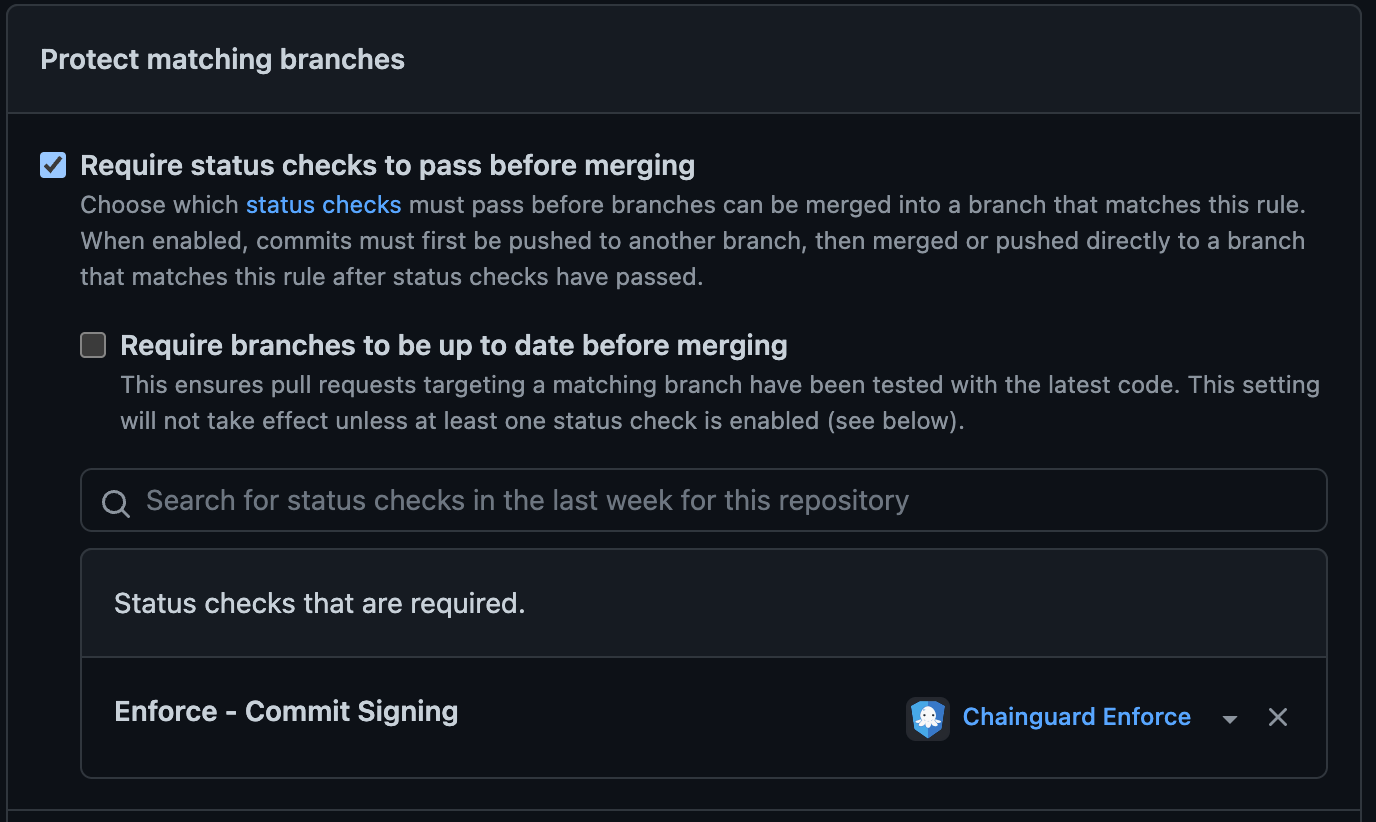 Protect matching branches
Require status checks to pass before merging
Choose which status checks must pass before branches can be merged into a branch that matches this rule.
When enabled, commits must first be pushed to another branch, then merged or pushed directly to a branch
that matches this rule after status checks have passed.
Require branches to be up to date before merging
This ensures pull requests targeting a matching branch have been tested with the latest code. This setting
will not take effect unless at least one status check is enabled (see below).
Search for status checks in the last week for this repository
Status checks that are required.
Enforce - Commit Signing
Chainguard Enforce